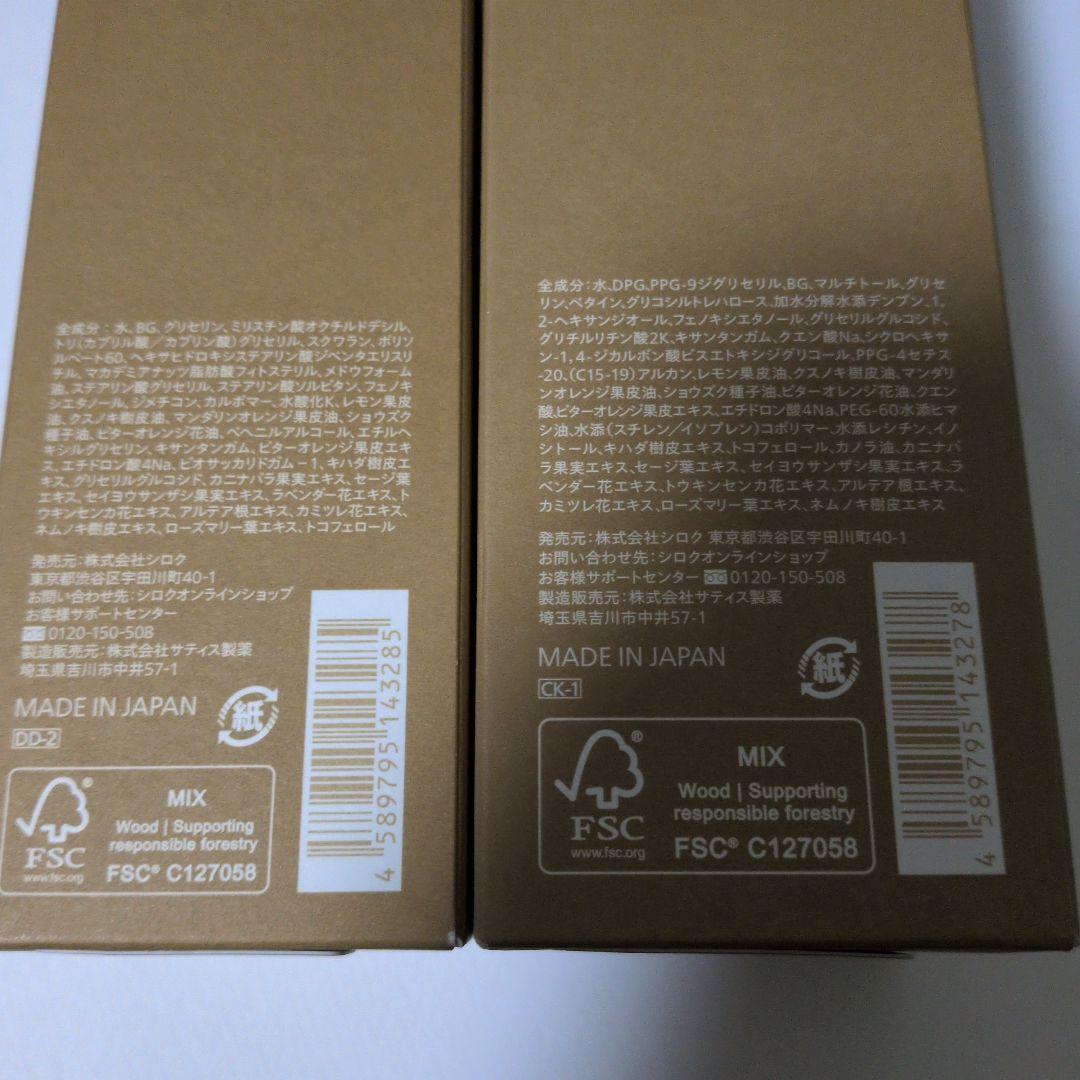 全成分：水、BG、グリセリン、ミリスチン酸オクチルドデシル、
トリ（カプリル酸／カプリン酸）グリセリル、スクワラン、ポリソ
ルベート60、ヘキサヒドロキシステアリン酸ジペンタエリスリ
チル、マカデミアナッツ脂肪酸フィトステリル、メドウフォーム
油、ステアリン酸グリセリル、ステアリン酸ソルビタン、フェノキ
シエタノール、ジメチコン、カルボマー、水酸化K、レモン果皮
油、クスノキ樹皮油、マンダリンオレンジ果皮油、ショウズク
種子油、ビターオレンジ花油、ベヘニルアルコール、エチルヘ
キシルグリセリン、キサンタンガム、ビターオレンジ果皮エキ
ス、エチドロン酸4Na、ビオサッカリドガム－1、キハダ樹皮エ
キス、グリセリルグルコシド、カニナバラ果実エキス、セージ葉
エキス、セイヨウサンザシ果実エキス、ラベンダー花エキス、ト
ウキンセンカ花エキス、アルテア根エキス、カミツレ花エキス、
ネムノキ樹皮エキス、ローズマリー葉エキス、トコフェロール
発売元：株式会社シロク
東京都渋谷区宇田川町40-1
お問い合わせ先：シロクオンラインショップ
お客様サポートセンター
0120-150-508
製造販売元：株式会社サティス製薬
埼玉県吉川市中井57-1
MADE IN JAPAN
DD-2
紙
4 589795 143285
FSC®
www.fsc.org
MIX
Wood | Supporting
responsible forestry
FSC® C127058
全成分：水、DPG、PPG-9ジグリセリル、BG、マルチトール、グリセ
リン、ベタイン、グリコシルトレハロース、加水分解水添デンプン、1,
2-ヘキサンジオール、フェノキシエタノール、グリセリルグルコシド、
グリチルリチン酸2K、キサンタンガム、クエン酸Na、シクロヘキサ
ン-1,4-ジカルボン酸ビスエトキシジグリコール、PPG-4セテス
-20、（C15-19）アルカン、レモン果皮油、クスノキ樹皮油、マンダリ
ンオレンジ果皮油、ショウズク種子油、ビターオレンジ花油、クエン
酸、ビターオレンジ果皮エキス、エチドロン酸4Na、PEG-60水添ヒマ
シ油、水添（スチレン／イソプレン）コポリマー、水添レシチン、イノ
シトール、キハダ樹皮エキス、トコフェロール、カノラ油、カニナバ
ラ果実エキス、セージ葉エキス、セイヨウサンザシ果実エキス、ラ
ベンダー花エキス、トウキンセンカ花エキス、アルテア根エキス、
カミツレ花エキス、ローズマリー葉エキス、ネムノキ樹皮エキス
発売元：株式会社シロク 東京都渋谷区宇田川町40-1
お問い合わせ先：シロクオンラインショップ
お客様サポートセンター 0120-150-508
製造販売元：株式会社サティス製薬
埼玉県吉川市中井57-1
MADE IN JAPAN
CK-1
紙
4 589795 143278
FSC®
www.fsc.org
MIX
Wood | Supporting
responsible forestry
FSC® C127058